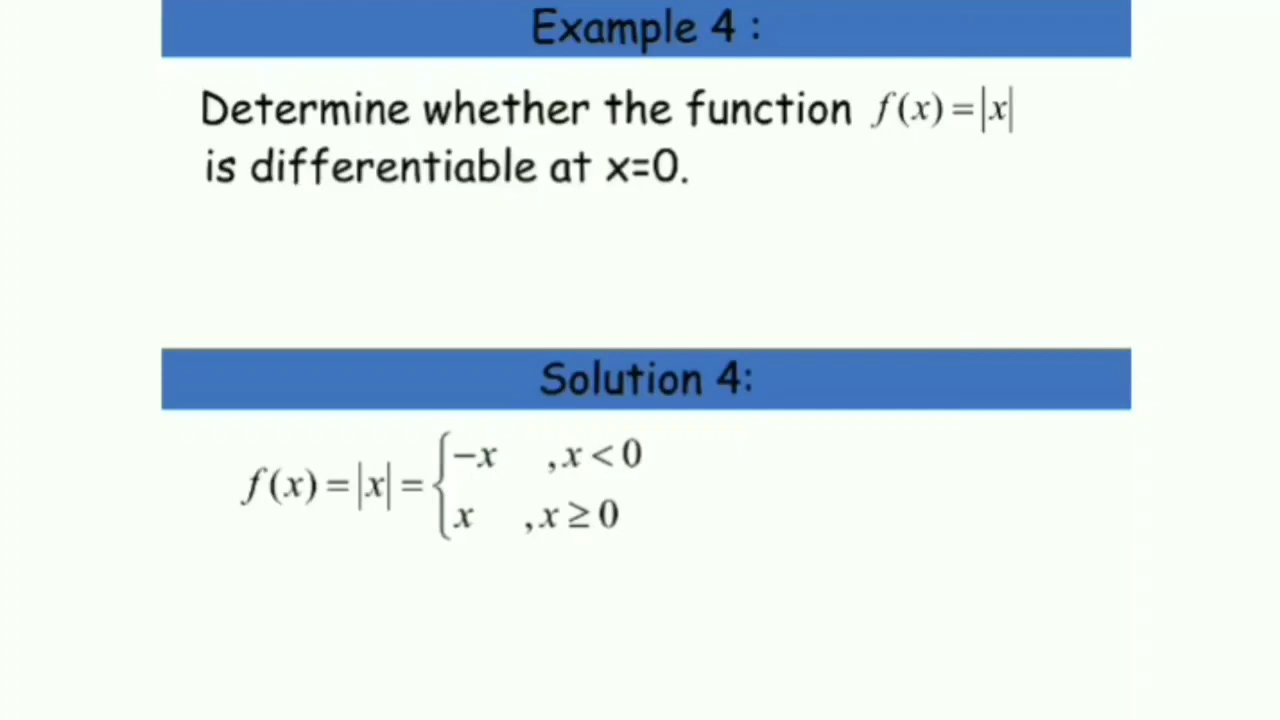 Example 4 :
Determine whether the function f(x)=|x|
is differentiable at x=0.
Solution 4:
f(x)=|x|={-x ,x<0
x ,x≥0